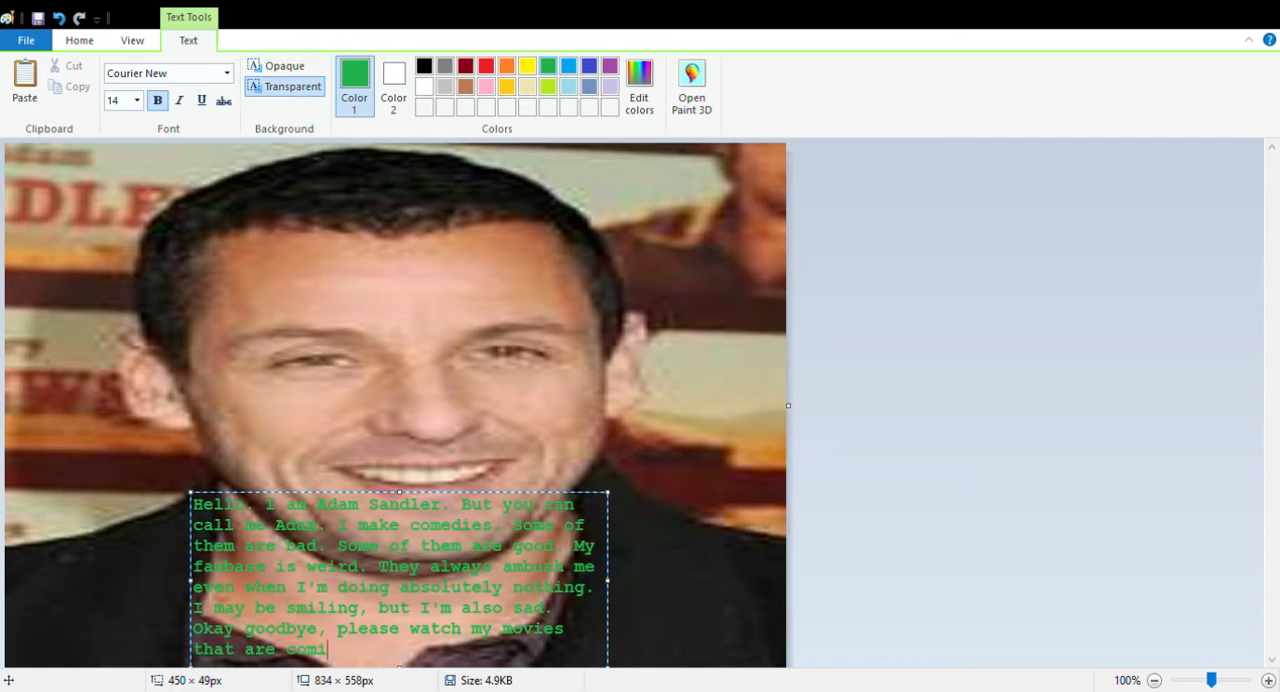 Text Tools
File
Home
View
Text
Paste
Cut
Copy
Clipboard
Courier New
14
B
I
U
abc
Font
Opaque
Transparent
Background
Color
1
Color
2
Colors
Edit
colors
Open
Paint 3D
DLE
Hello, I am Adam Sandler. But you can
call me Adam. I make comedies. Some of
them are bad. Some of them are good. My
fanbase is weird. They always ambush me
even when I'm doing absolutely nothing.
I may be smiling, but I'm also sad.
Okay goodbye, please watch my movies
that are comi
450 × 49px
834 × 558px
Size: 4.9KB
100%